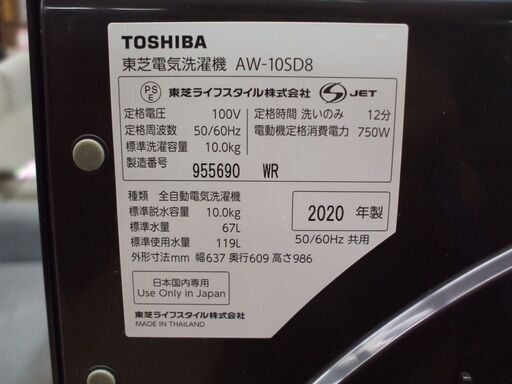 TOSHIBA
東芝電気洗濯機 AW-10SD8
PS E 東芝ライフスタイル株式会社 S JET
定格電圧 100V 定格時間 洗いのみ 12分
定格周波数 50/60Hz 電動機定格消費電力 750W
標準洗濯容量 10.0kg
製造番号 955690 WR
種類 全自動電気洗濯機
標準脱水容量 10.0kg 2020 年製
標準水量 67L
標準使用水量 119L 50/60Hz 共用
外形寸法mm 幅637 奥行609 高さ986
日本国内専用
Use Only in Japan
東芝ライフスタイル株式会社
MADE IN THAILAND